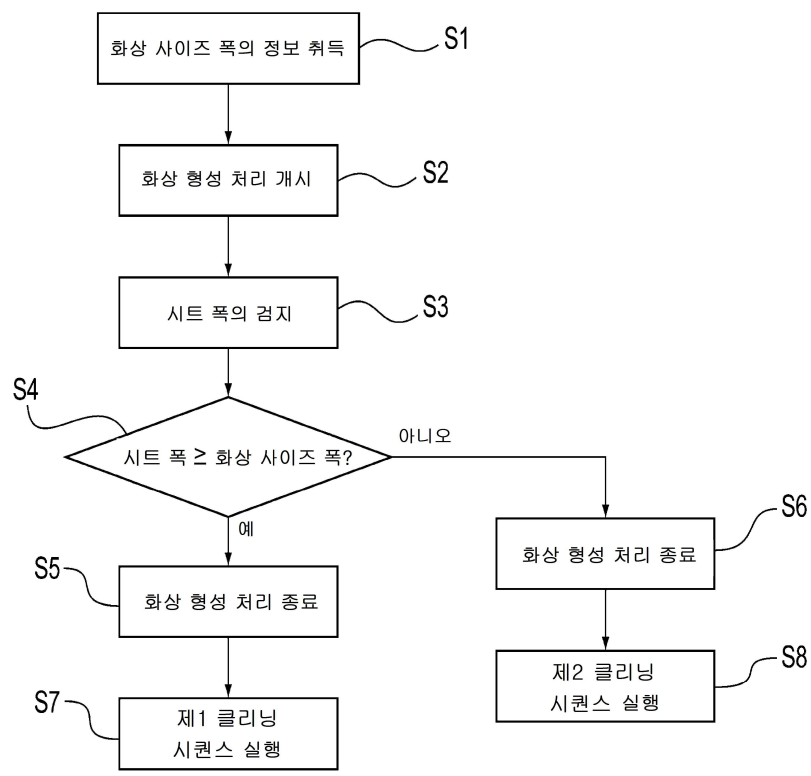 화상 사이즈 폭의 정보 취득
S1
화상 형성 처리 개시
S2
시트 폭의 검지
S3
S4
시트 폭 ≧ 화상 사이즈 폭?
아니오
예
S5
화상 형성 처리 종료
S6
화상 형성 처리 종료
S7
제1 클리닝
시퀀스 실행
S8
제2 클리닝
시퀀스 실행